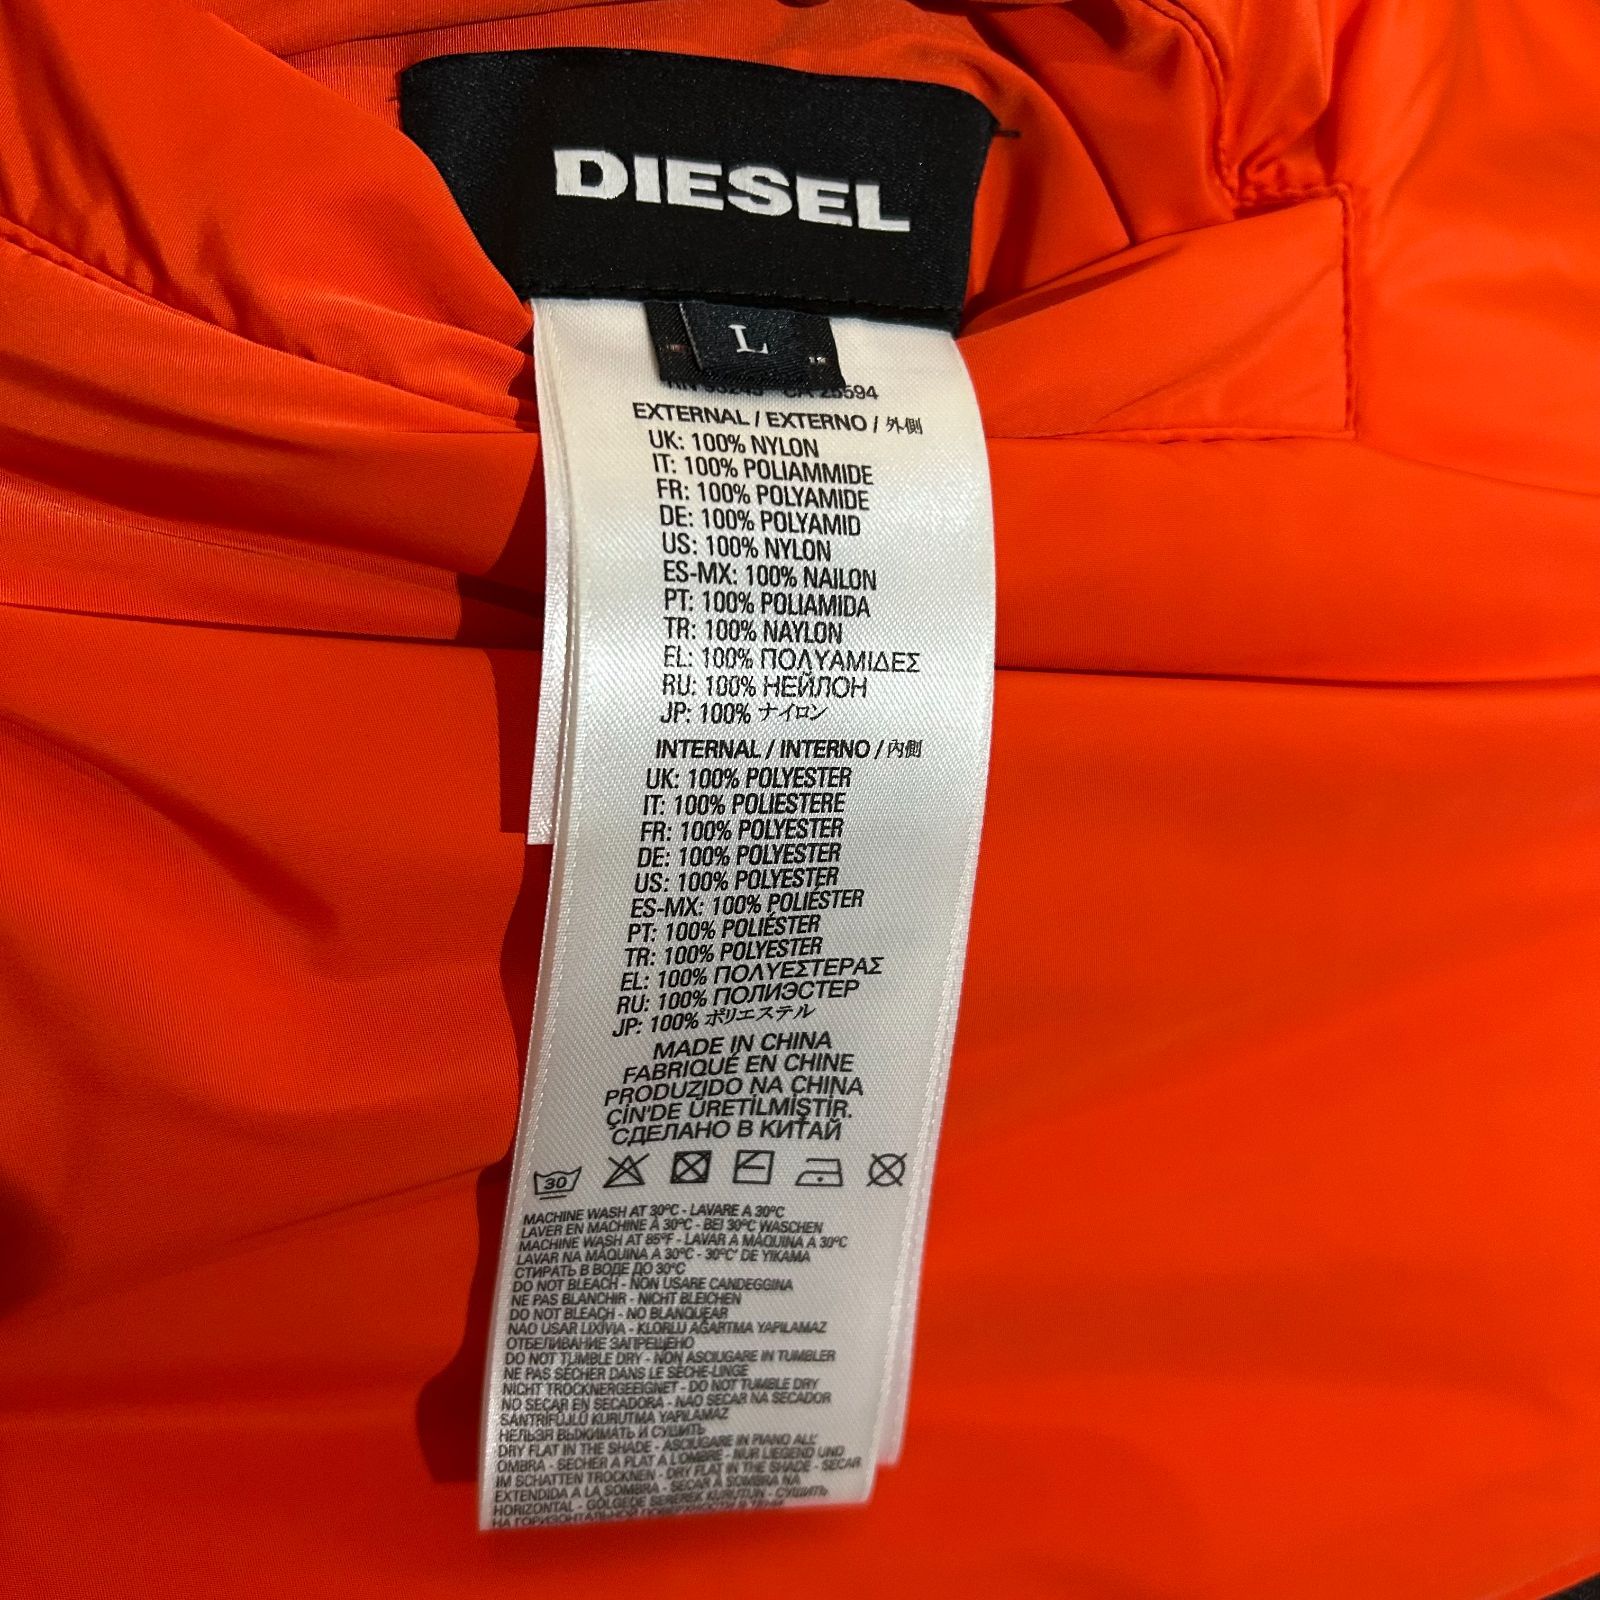 DIESEL
L
25594
EXTERNAL / EXTERNO / 外側
UK: 100% NYLON
IT: 100% POLIAMMIDE
FR: 100% POLYAMIDE
DE: 100% POLYAMID
US: 100% NYLON
ES-MX: 100% NAILON
PT: 100% POLIAMIDA
TR: 100% NAYLON
EL: 100% ΠΟΛΥΑΜΙΔΕΣ
RU: 100% НЕЙЛОН
JP: 100% ナイロン
INTERNAL / INTERNO / 内側
UK: 100% POLYESTER
IT: 100% POLIESTERE
FR: 100% POLYESTER
DE: 100% POLYESTER
US: 100% POLYESTER
ES-MX: 100% POLIÉSTER
PT: 100% POLIÉSTER
TR: 100% POLYESTER
EL: 100% ΠΟΛΥΕΣΤΕΡΑΣ
RU: 100% ПОЛИЭСТЕР
JP: 100% ポリエステル
MADE IN CHINA
FABRIQUÉ EN CHINE
PRODUZIDO NA CHINA
ÇİN'DE ÜRETİLMİŞTİR.
СДЕЛАНО В КИТАЙ
30
MACHINE WASH AT 30°C - LAVARE A 30°C
LAVER EN MACHINE À 30°C - BEI 30°C WASCHEN
MACHINE WASH AT 85°F - LAVAR A MÁQUINA A 30°C
LAVAR NA MÁQUINA A 30°C - 30°C' DE YIKAMA
СТИРАТЬ В ВОДЕ ДО 30°C
DO NOT BLEACH - NON USARE CANDEGGINA
NE PAS BLANCHIR - NICHT BLEICHEN
DO NOT BLEACH - NO BLANQUEAR
NAO USAR LIXÍVIA - KLORLU AĞARTMA YAPILAMAZ
ОТБЕЛИВАНИЕ ЗАПРЕЩЕНО
DO NOT TUMBLE DRY - NON ASCIUGARE IN TUMBLER
NE PAS SÉCHER DANS LE SÈCHE-LINGE
NICHT TROCKNERGEEIGNET - DO NOT TUMBLE DRY
NO SECAR EN SECADORA - NAO SECAR NA SECADOR
SANTRİFÜJLÜ KURUTMA YAPILAMAZ
НЕЛЬЗЯ ВЫЖИМАТЬ И СУШИТЬ
DRY FLAT IN THE SHADE - ASCIUGARE IN PIANO ALL'
OMBRA - SÉCHER A PLAT A L'OMBRE - NUR LIEGEND UND
IM SCHATTEN TROCKNEN - DRY FLAT IN THE SHADE - SECAR
EXTENDIDA A LA SOMBRA - SECAR À SOMBRA NA
HORIZONTAL - GÖLGEDE SEREREK KURUTUN - СУШИТЬ
НА ГОРИЗОНТАЛЬНОЙ ПОВЕРХНОСТИ В ТЕНИ